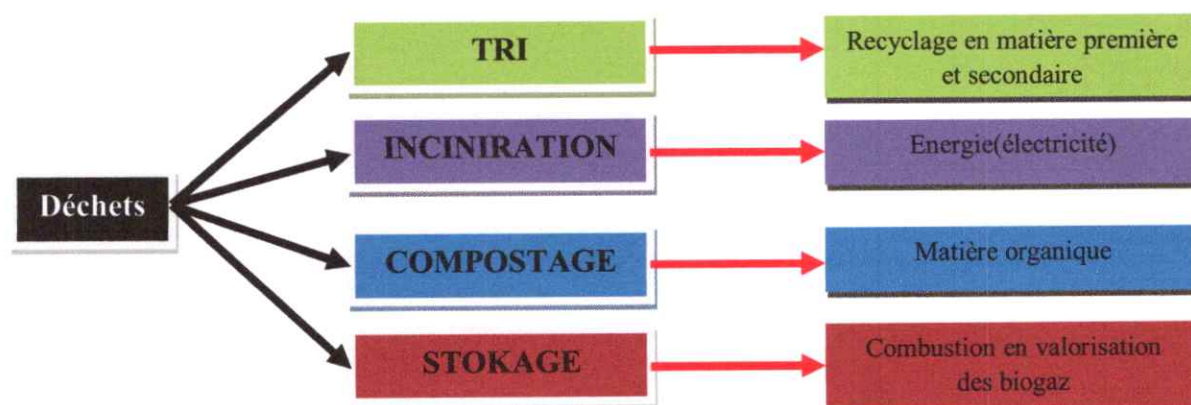 Déchets
TRI
Recyclage en matière première
et secondaire
INCINIRATION
Energie(électricité)
COMPOSTAGE
Matière organique
STOKAGE
Combustion en valorisation
des biogaz